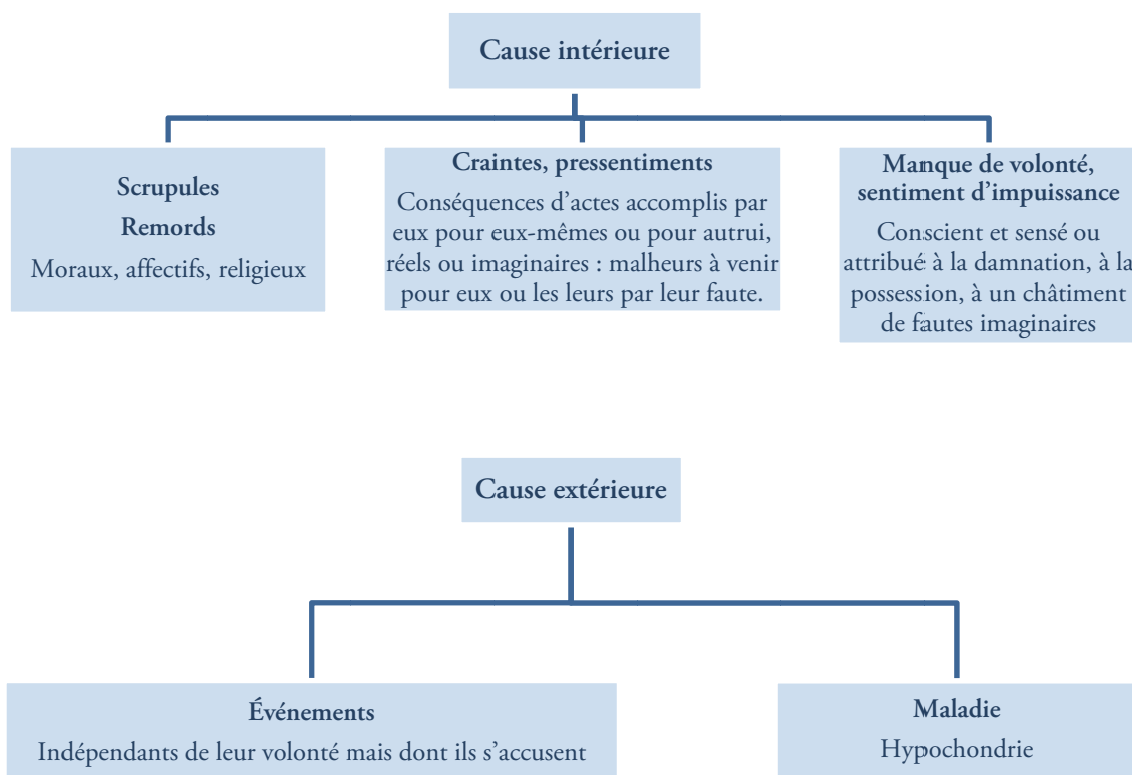 Cause intérieure
Scrupules
Remords
Moraux, affectifs, religieux
Craintes, pressentiments
Conséquences d’actes accomplis par
eux pour eux-mêmes ou pour autrui,
réels ou imaginaires : malheurs à venir
pour eux ou les leurs par leur faute.
Manque de volonté,
sentiment d’impuissance
Conscient et sensé ou
attribué à la damnation, à la
possession, à un châtiment
de fautes imaginaires
Cause extérieure
Événements
Indépendants de leur volonté mais dont ils s’accusent
Maladie
Hypochondrie